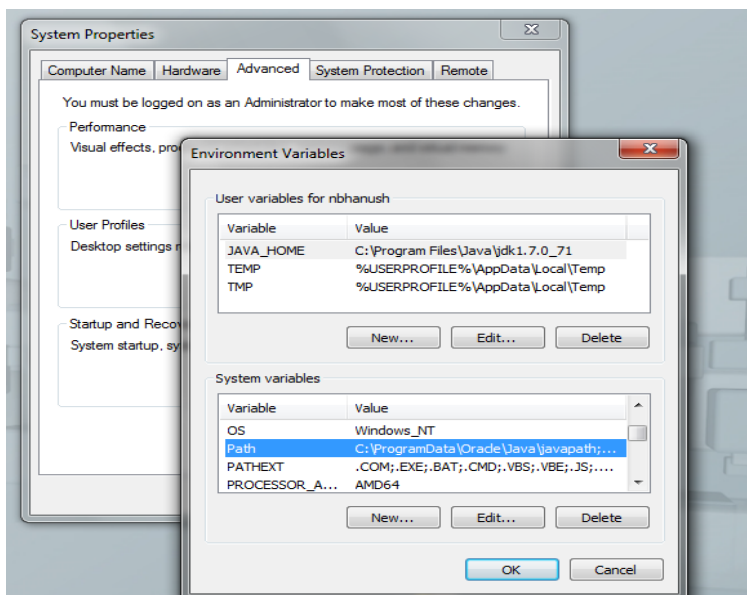 System Properties
Computer Name Hardware Advanced System Protection Remote
You must be logged on as an Administrator to make most of these changes.
Performance
Visual effects,
Environment Variables
User variables for nbhanush
Variable Value
JAVA_HOME C:\Program Files\Java\jdk1.7.0_71
TEMP %USERPROFILE%\AppData\Local\Temp
TMP %USERPROFILE%\AppData\Local\Temp
New... Edit... Delete
User Profiles
Desktop settings
Startup and
System startup,
System variables
Variable Value
OS Windows_NT
Path C:\ProgramData\Oracle\Java\javapath;...
PATHEXT .COM;.EXE;.BAT;.CMD;.VBS;.VBE;.JS;....
PROCESSOR_A... AMD64
New... Edit... Delete
OK Cancel